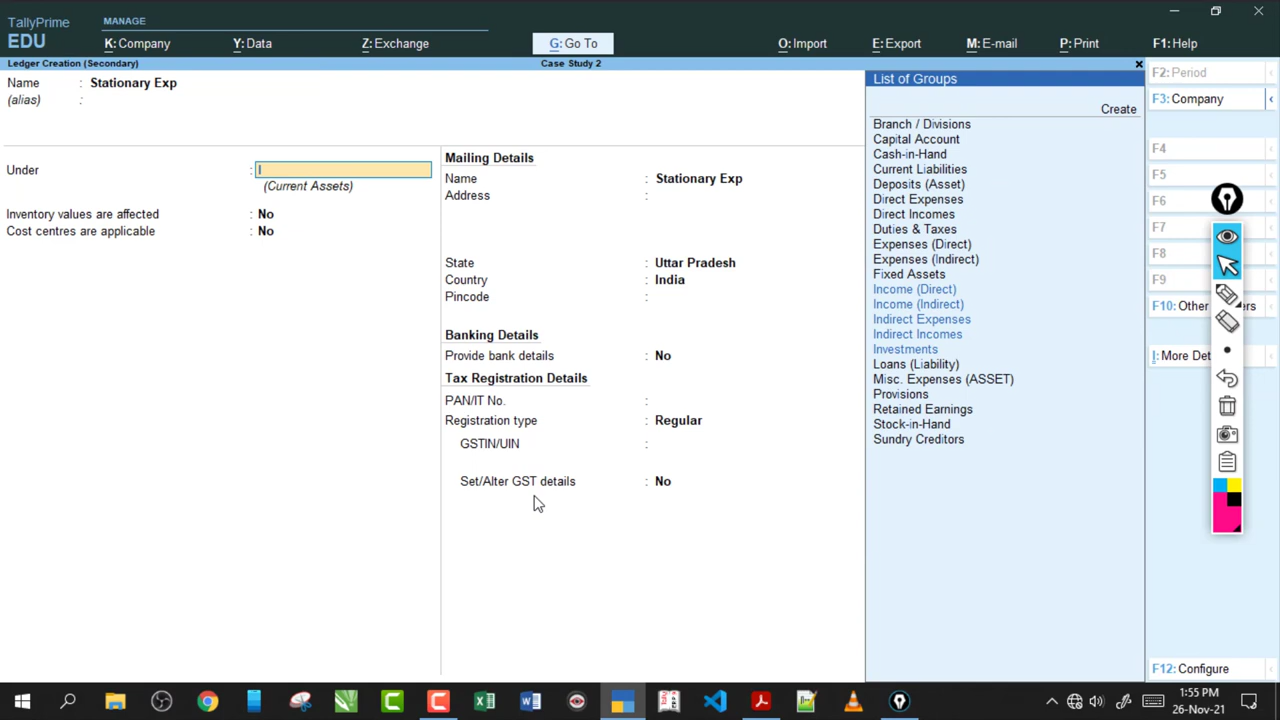 TallyPrime
EDU
MANAGE
K: Company
Y: Data
Z: Exchange
G: Go To
O: Import
E: Export
M: E-mail
P: Print
F1: Help
Ledger Creation (Secondary)
Case Study 2
Name : Stationary Exp
(alias) :
Under : I
(Current Assets)
Inventory values are affected : No
Cost centres are applicable : No
Mailing Details
Name : Stationary Exp
Address :
State : Uttar Pradesh
Country : India
Pincode :
Banking Details
Provide bank details : No
Tax Registration Details
PAN/IT No. :
Registration type : Regular
GSTIN/UIN :
Set/Alter GST details : No
List of Groups
Create
Branch / Divisions
Capital Account
Cash-in-Hand
Current Liabilities
Deposits (Asset)
Direct Expenses
Direct Incomes
Duties & Taxes
Expenses (Direct)
Expenses (Indirect)
Fixed Assets
Income (Direct)
Income (Indirect)
Indirect Expenses
Indirect Incomes
Investments
Loans (Liability)
Misc. Expenses (ASSET)
Provisions
Retained Earnings
Stock-in-Hand
Sundry Creditors
F2: Period
F3: Company
F4
F5
F6
F7
F8
F9
F10: Other ers
I: More Det
F12: Configure
1:55 PM
26-Nov-21